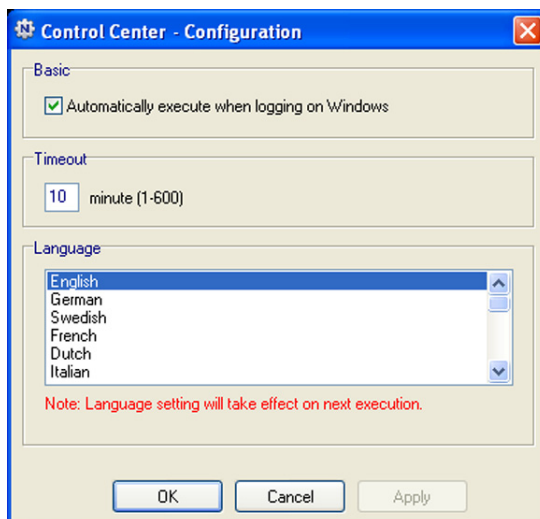 Control Center - Configuration
Basic
Automatically execute when logging on Windows
Timeout
10 minute (1-600)
Language
English
German
Swedish
French
Dutch
Italian
Note: Language setting will take effect on next execution.
OK Cancel Apply